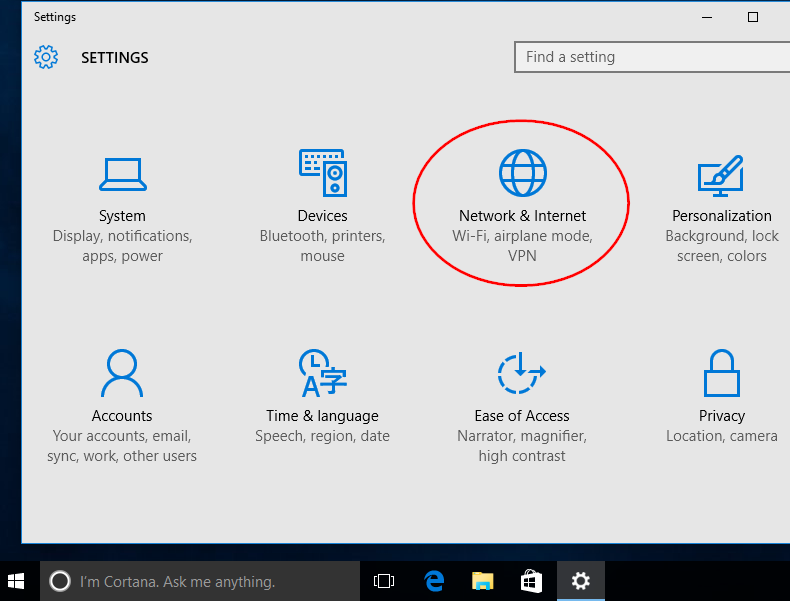 Settings
SETTINGS
Find a setting
System
Display, notifications,
apps, power
Devices
Bluetooth, printers,
mouse
Network & Internet
Wi-Fi, airplane mode,
VPN
Personalization
Background, lock
screen, colors
Accounts
Your accounts, email,
sync, work, other users
Time & language
Speech, region, date
Ease of Access
Narrator, magnifier,
high contrast
Privacy
Location, camera
I'm Cortana. Ask me anything.